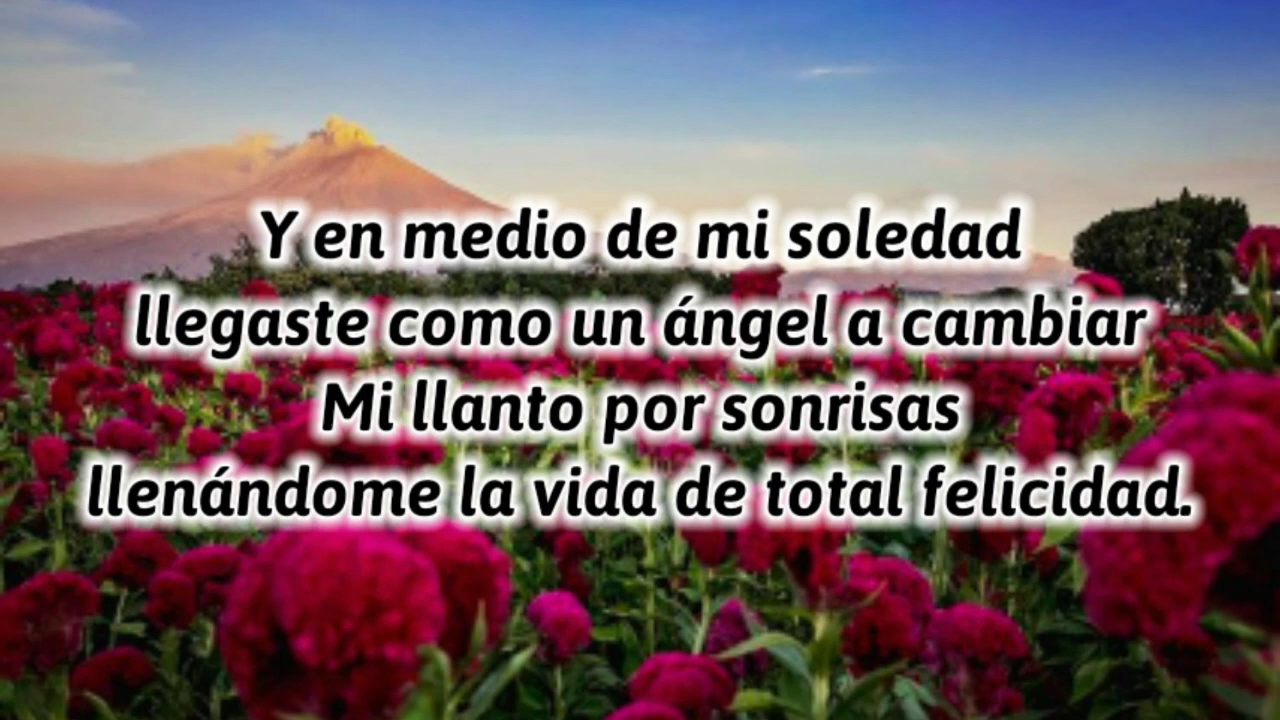 Y en medio de mi soledad
llegaste como un ángel a cambiar
Mi llanto por sonrisas
llenándome la vida de total felicidad.